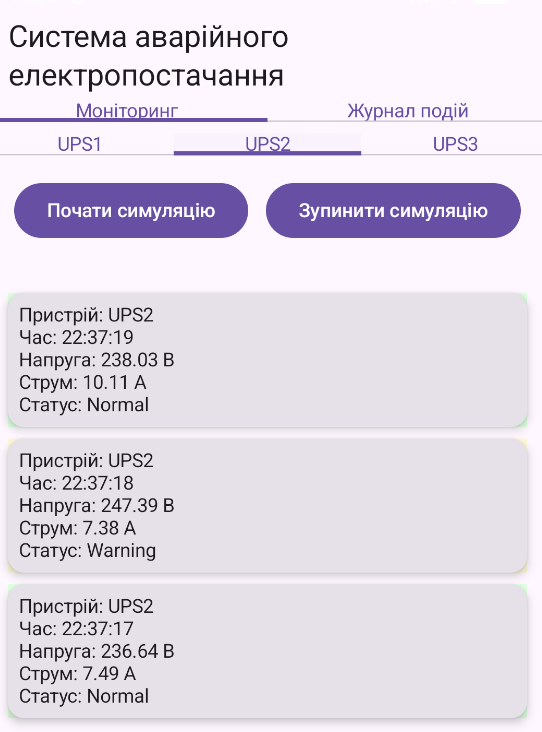 Система аварійного
електропостачання
Моніторинг Журнал подій
UPS1 UPS2 UPS3
Почати симуляцію Зупинити симуляцію
Пристрій: UPS2
Час: 22:37:19
Напруга: 238.03 В
Струм: 10.11 А
Статус: Normal
Пристрій: UPS2
Час: 22:37:18
Напруга: 247.39 В
Струм: 7.38 А
Статус: Warning
Пристрій: UPS2
Час: 22:37:17
Напруга: 236.64 В
Струм: 7.49 А
Статус: Normal